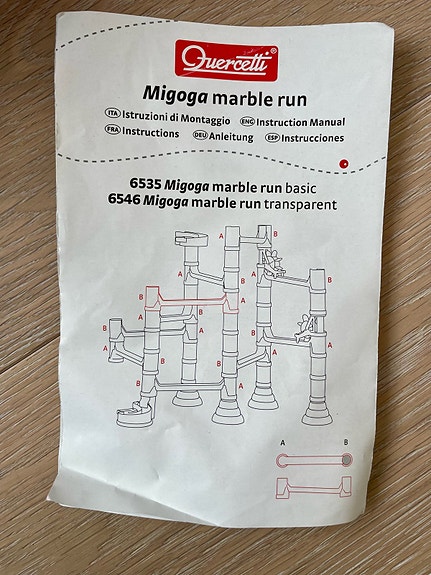 Quercetti®
Migoga marble run
ITA Istruzioni di Montaggio ENG Instruction Manual
FRA Instructions DEU Anleitung ESP Instrucciones
6535 Migoga marble run basic
6546 Migoga marble run transparent
A B
B A
B A
A B
B A
B A
A B
B A
B A
A B